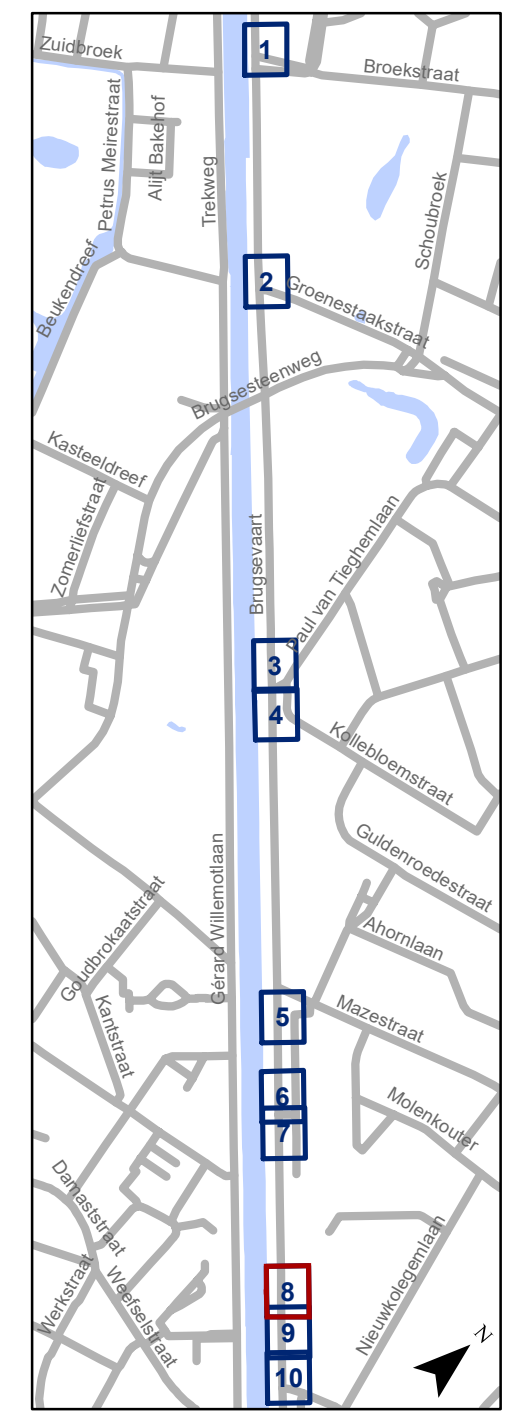 1
Zuidbroek
Broekstraat
Petrus Meirestraat
Alijt Bakehof
Trekweg
Schoubroek
Beukendreef
2
Groenestaakstraat
Brugsesteenweg
Kasteeldreef
Zomerliefstraat
Brugsevaart
Paul van Tieghemlaan
3
4
Kollebloemstraat
Guldenroedestraat
Gérard Willemotlaan
Goudbrokaatstraat
Ahornlaan
Kantstraat
5
Mazestraat
6
Molenkouter
7
Damaststraat
Nieuwkolegemlaan
Werkstraat
Weefselstraat
8
9
10
N